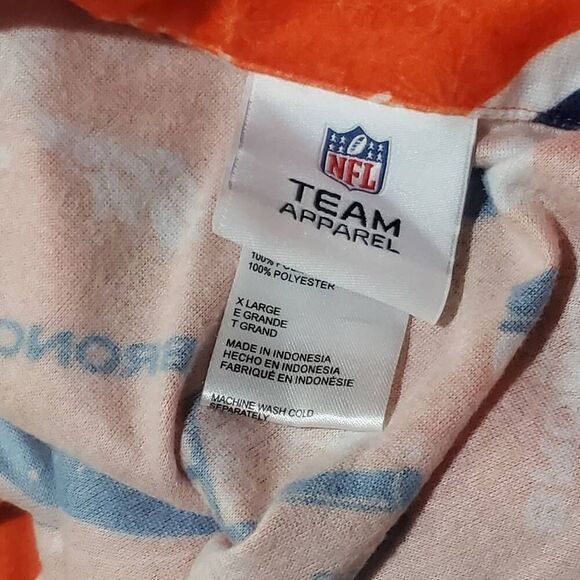 NFL
TEAM
APPAREL
100% POLYESTER
X LARGE
E GRANDE
T GRAND
MADE IN INDONESIA
HECHO EN INDONESIA
FABRIQUÉ EN INDONÉSIE
MACHINE WASH COLD
SEPARATELY
BRONC